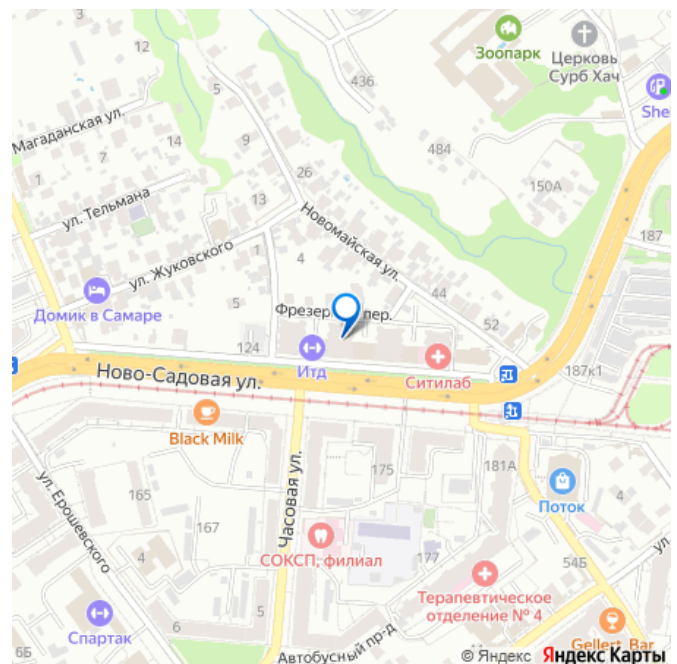 12
Зоопарк
Церковь
Сурб Хач
5
436
She
Магаданская ул.
14
26
484
1
7
9
150А
ул. Тельмана
13
Новомайская ул.
187
ул. Жуковского
1
4
5
Домик в Самаре
Фрезер
пер.
44
52
124
Итд
Ситилаб
187к1
Ново-Садовая ул.
Black Milk
ул. Ерошевского
Часовая ул.
175
181А
165
167
Поток
4
СОКСП, филиал
177
54Б
ул.
4
Терапевтическое
отделение № 4
6
5
Спартак
6Б
6
Автобусный пр-д
Gellert, Bar
© Яндекс Яндекс Карты